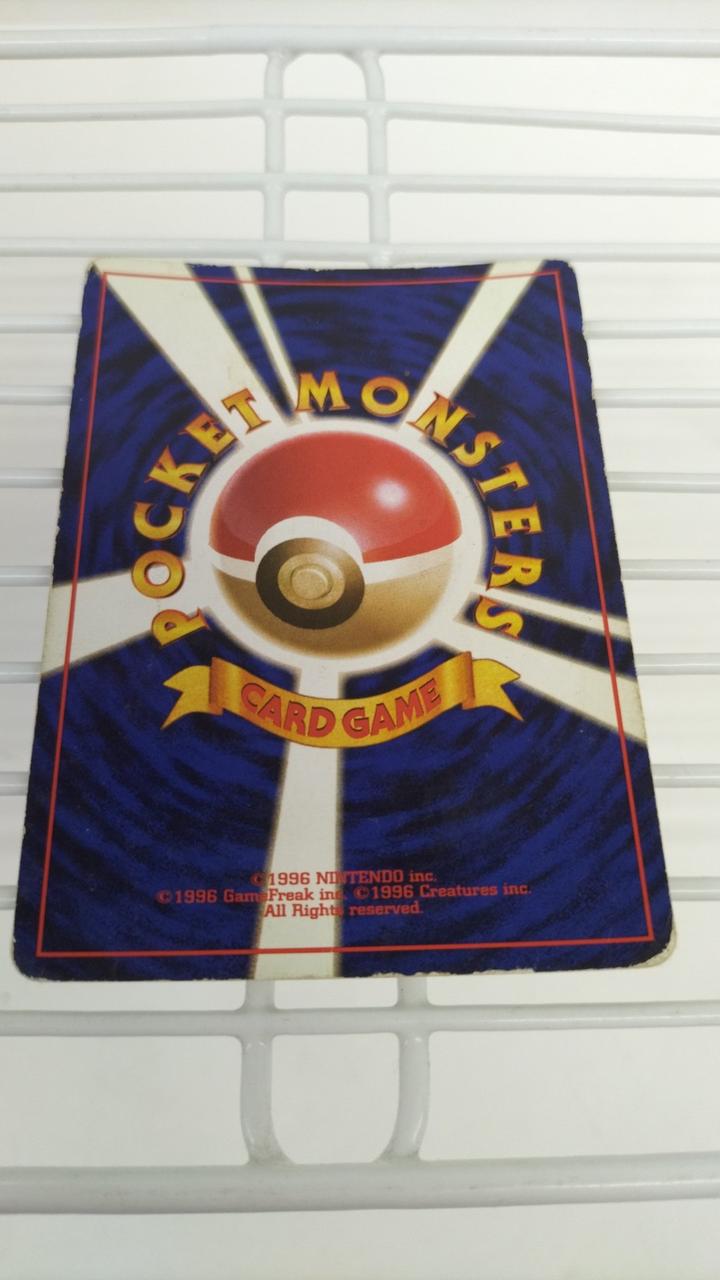 POCKET MONSTERS
CARD GAME
©1996 NINTENDO inc.
©1996 GameFreak inc. ©1996 Creatures inc.
All Rights reserved.